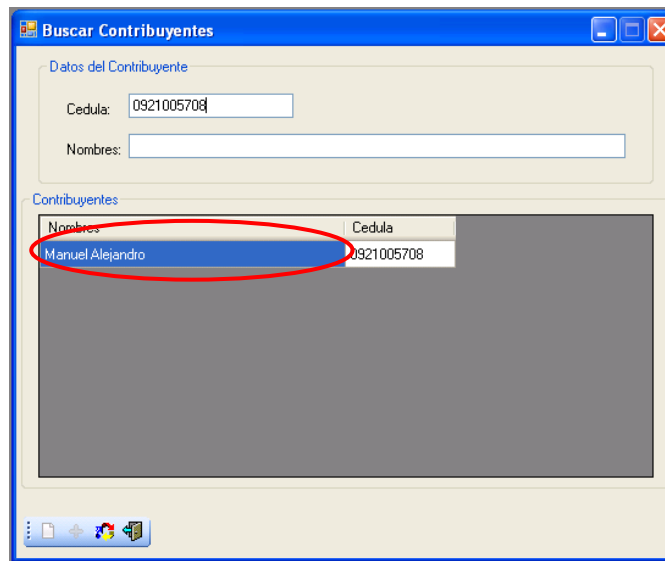 Buscar Contribuyentes
Datos del Contribuyente
Cedula: 0921005708
Nombres:
Contribuyentes
Nombres Cedula
Manuel Alejandro 0921005708